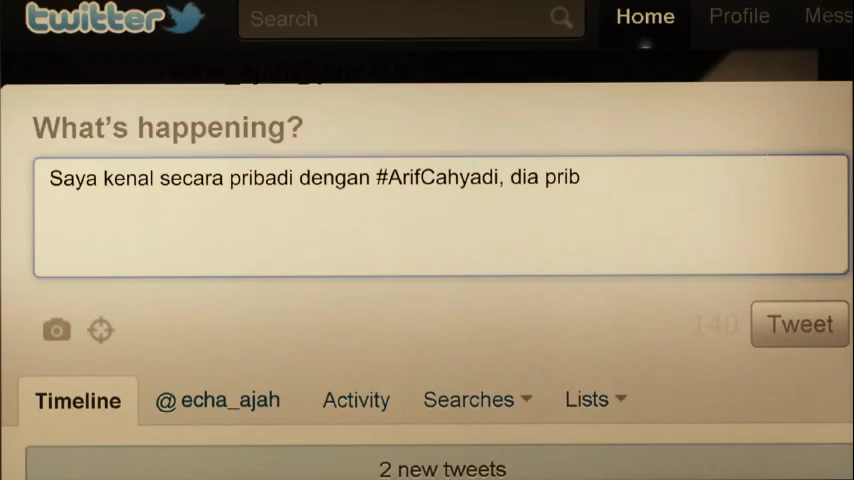 twitter
Search
Home
Profile
Mess
What's happening?
Saya kenal secara pribadi dengan #ArifCahyadi, dia prib
140
Tweet
Timeline
@echa_ajah
Activity
Searches
Lists
2 new tweets